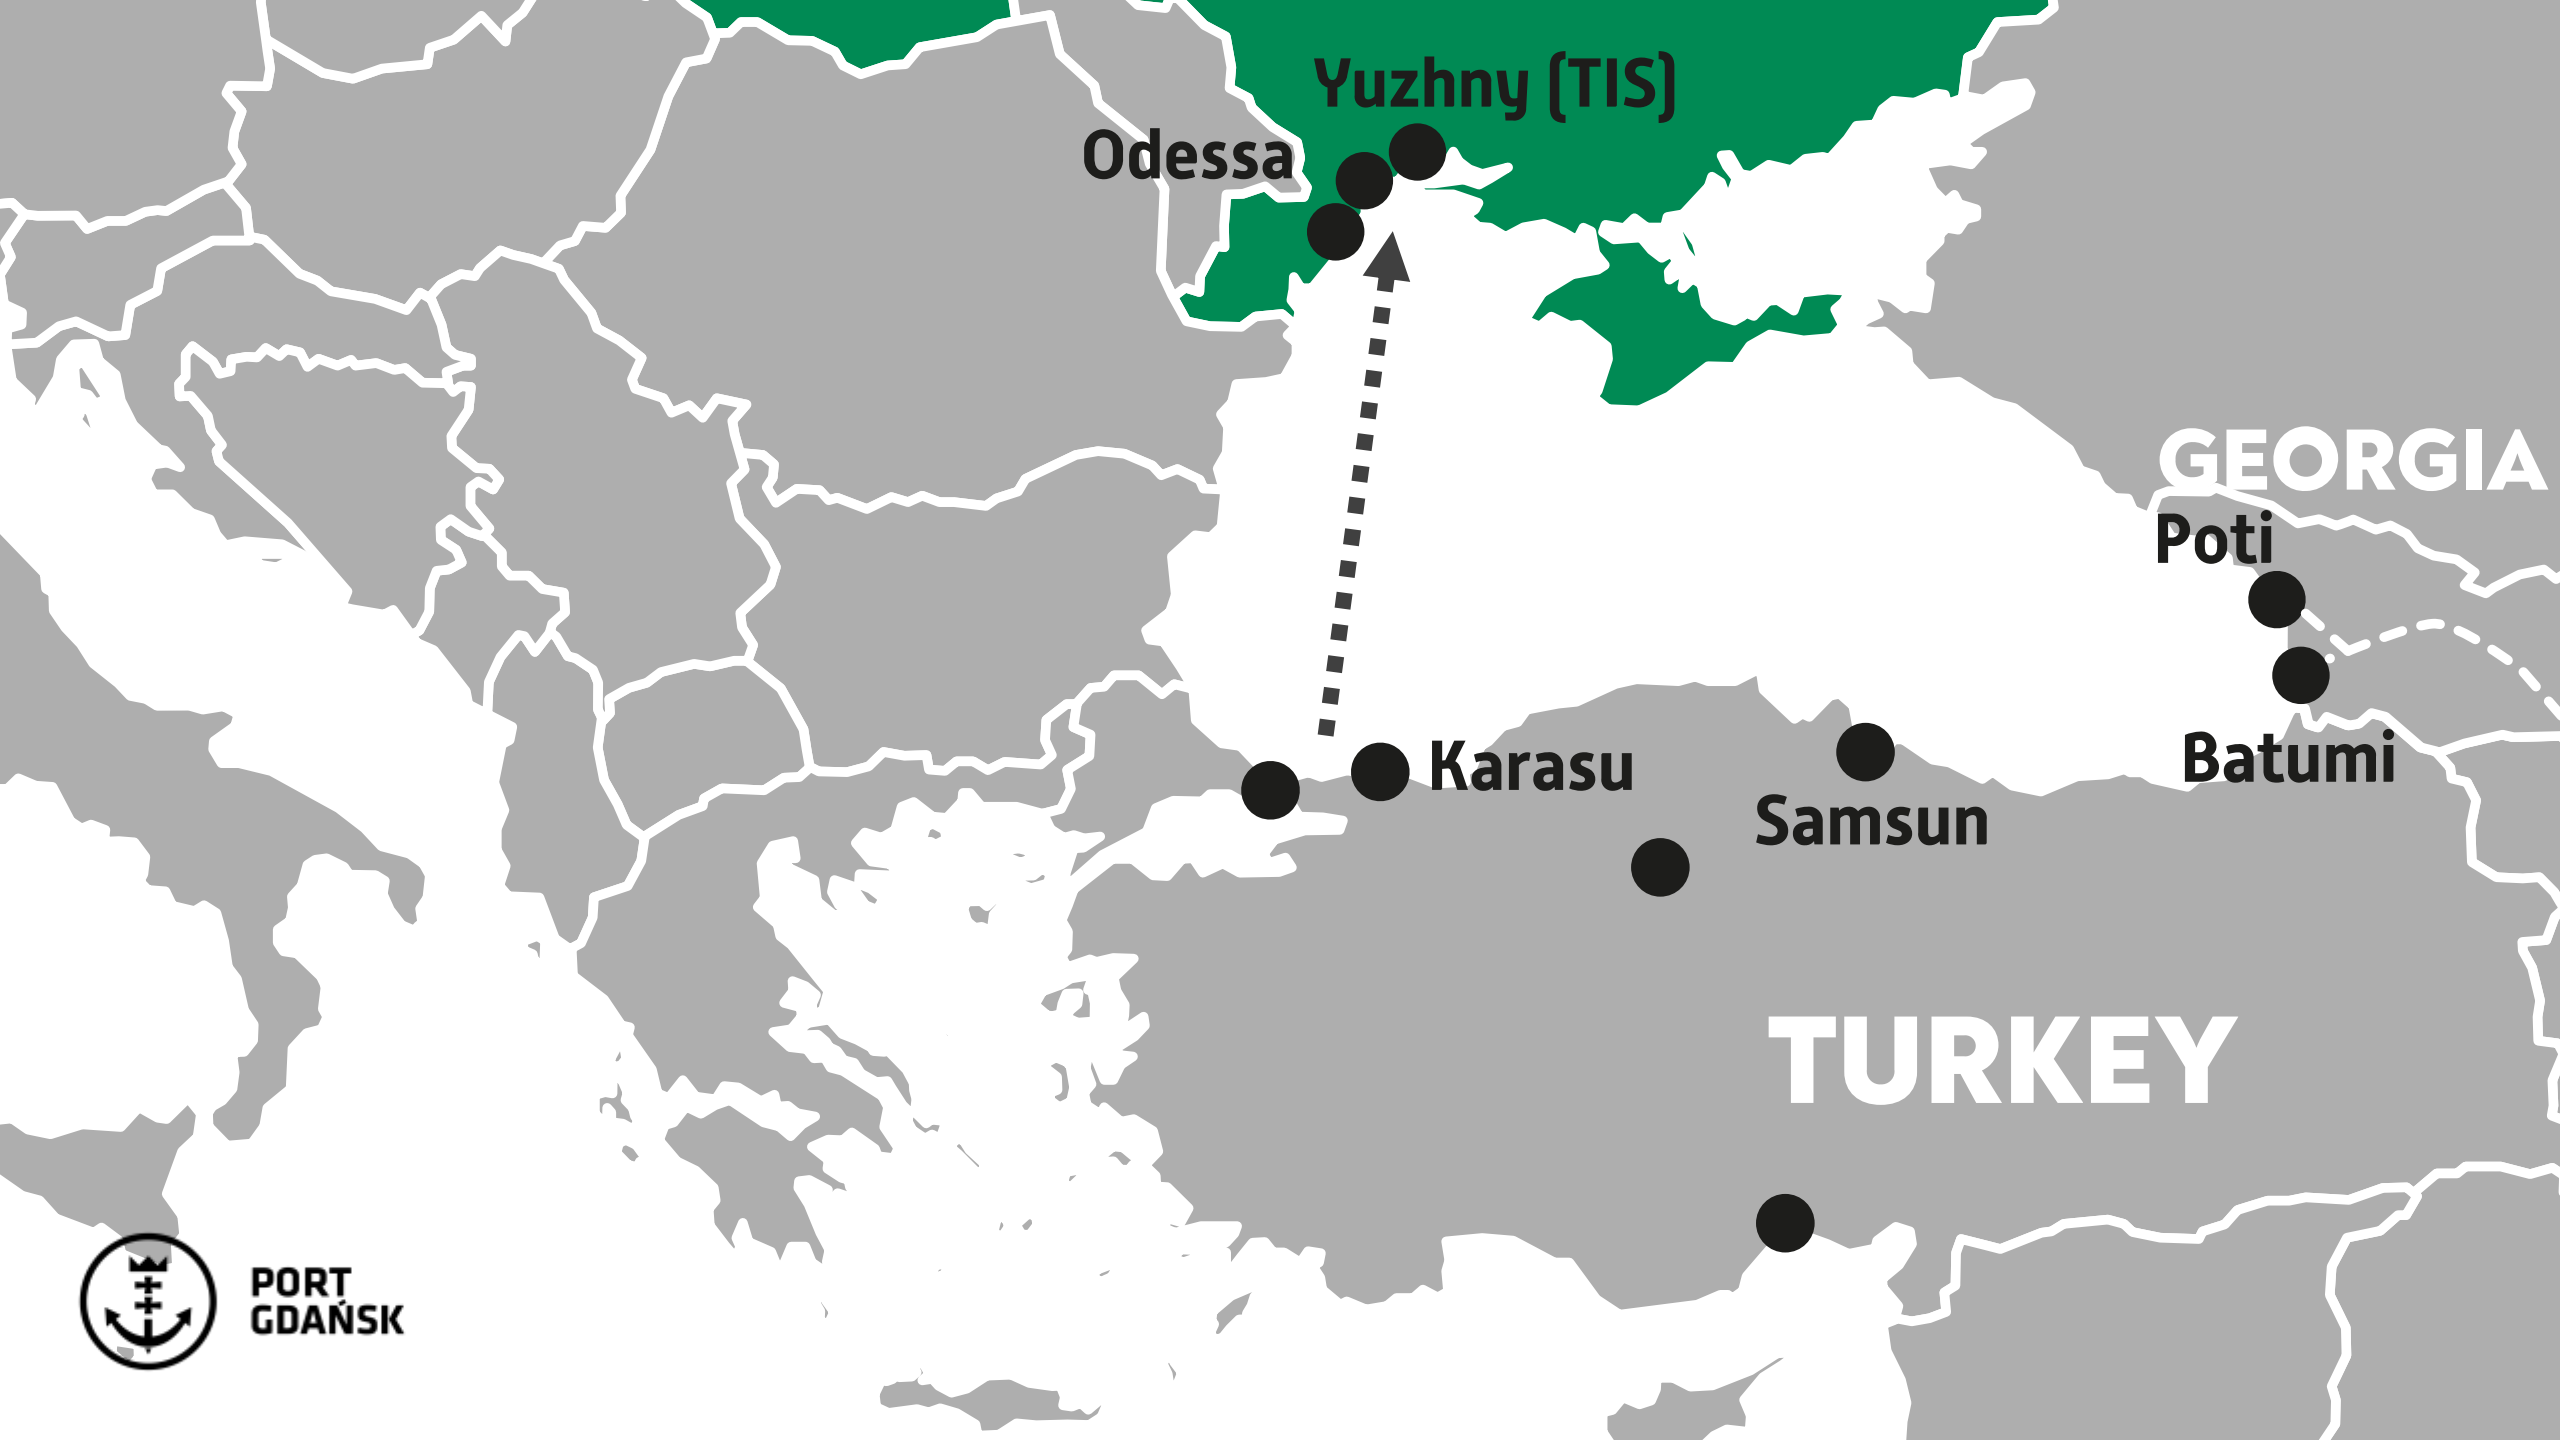 Yuzhny (TIS)
Odessa
GEORGIA
Poti
Karasu
Batumi
Samsun
TURKEY
PORT
GDAŃSK